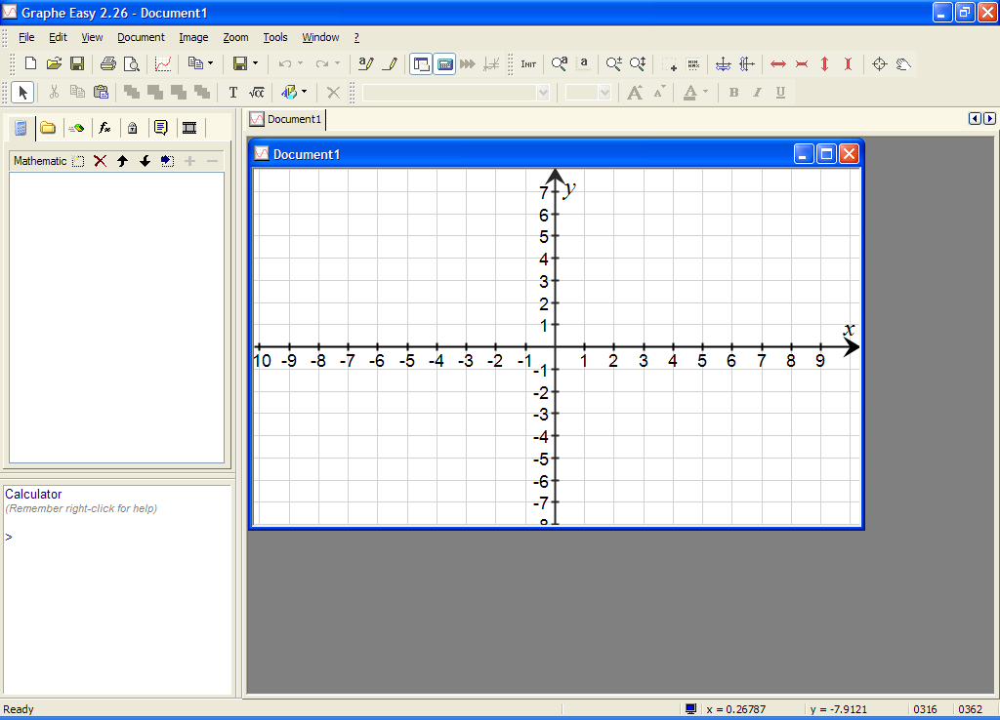 Graphe Easy 2.26 - Document1
File Edit View Document Image Zoom Tools Window ?
INIT a a
T √α
A A A B I U
fx
Document1
Mathematic
Document1
y
7
6
5
4
3
2
1
x
10 -9 -8 -7 -6 -5 -4 -3 -2 -1 1 2 3 4 5 6 7 8 9
-1
-2
-3
-4
-5
-6
-7
Calculator
(Remember right-click for help)
>
Ready x = 0.26787 y = -7.9121 0316 0362